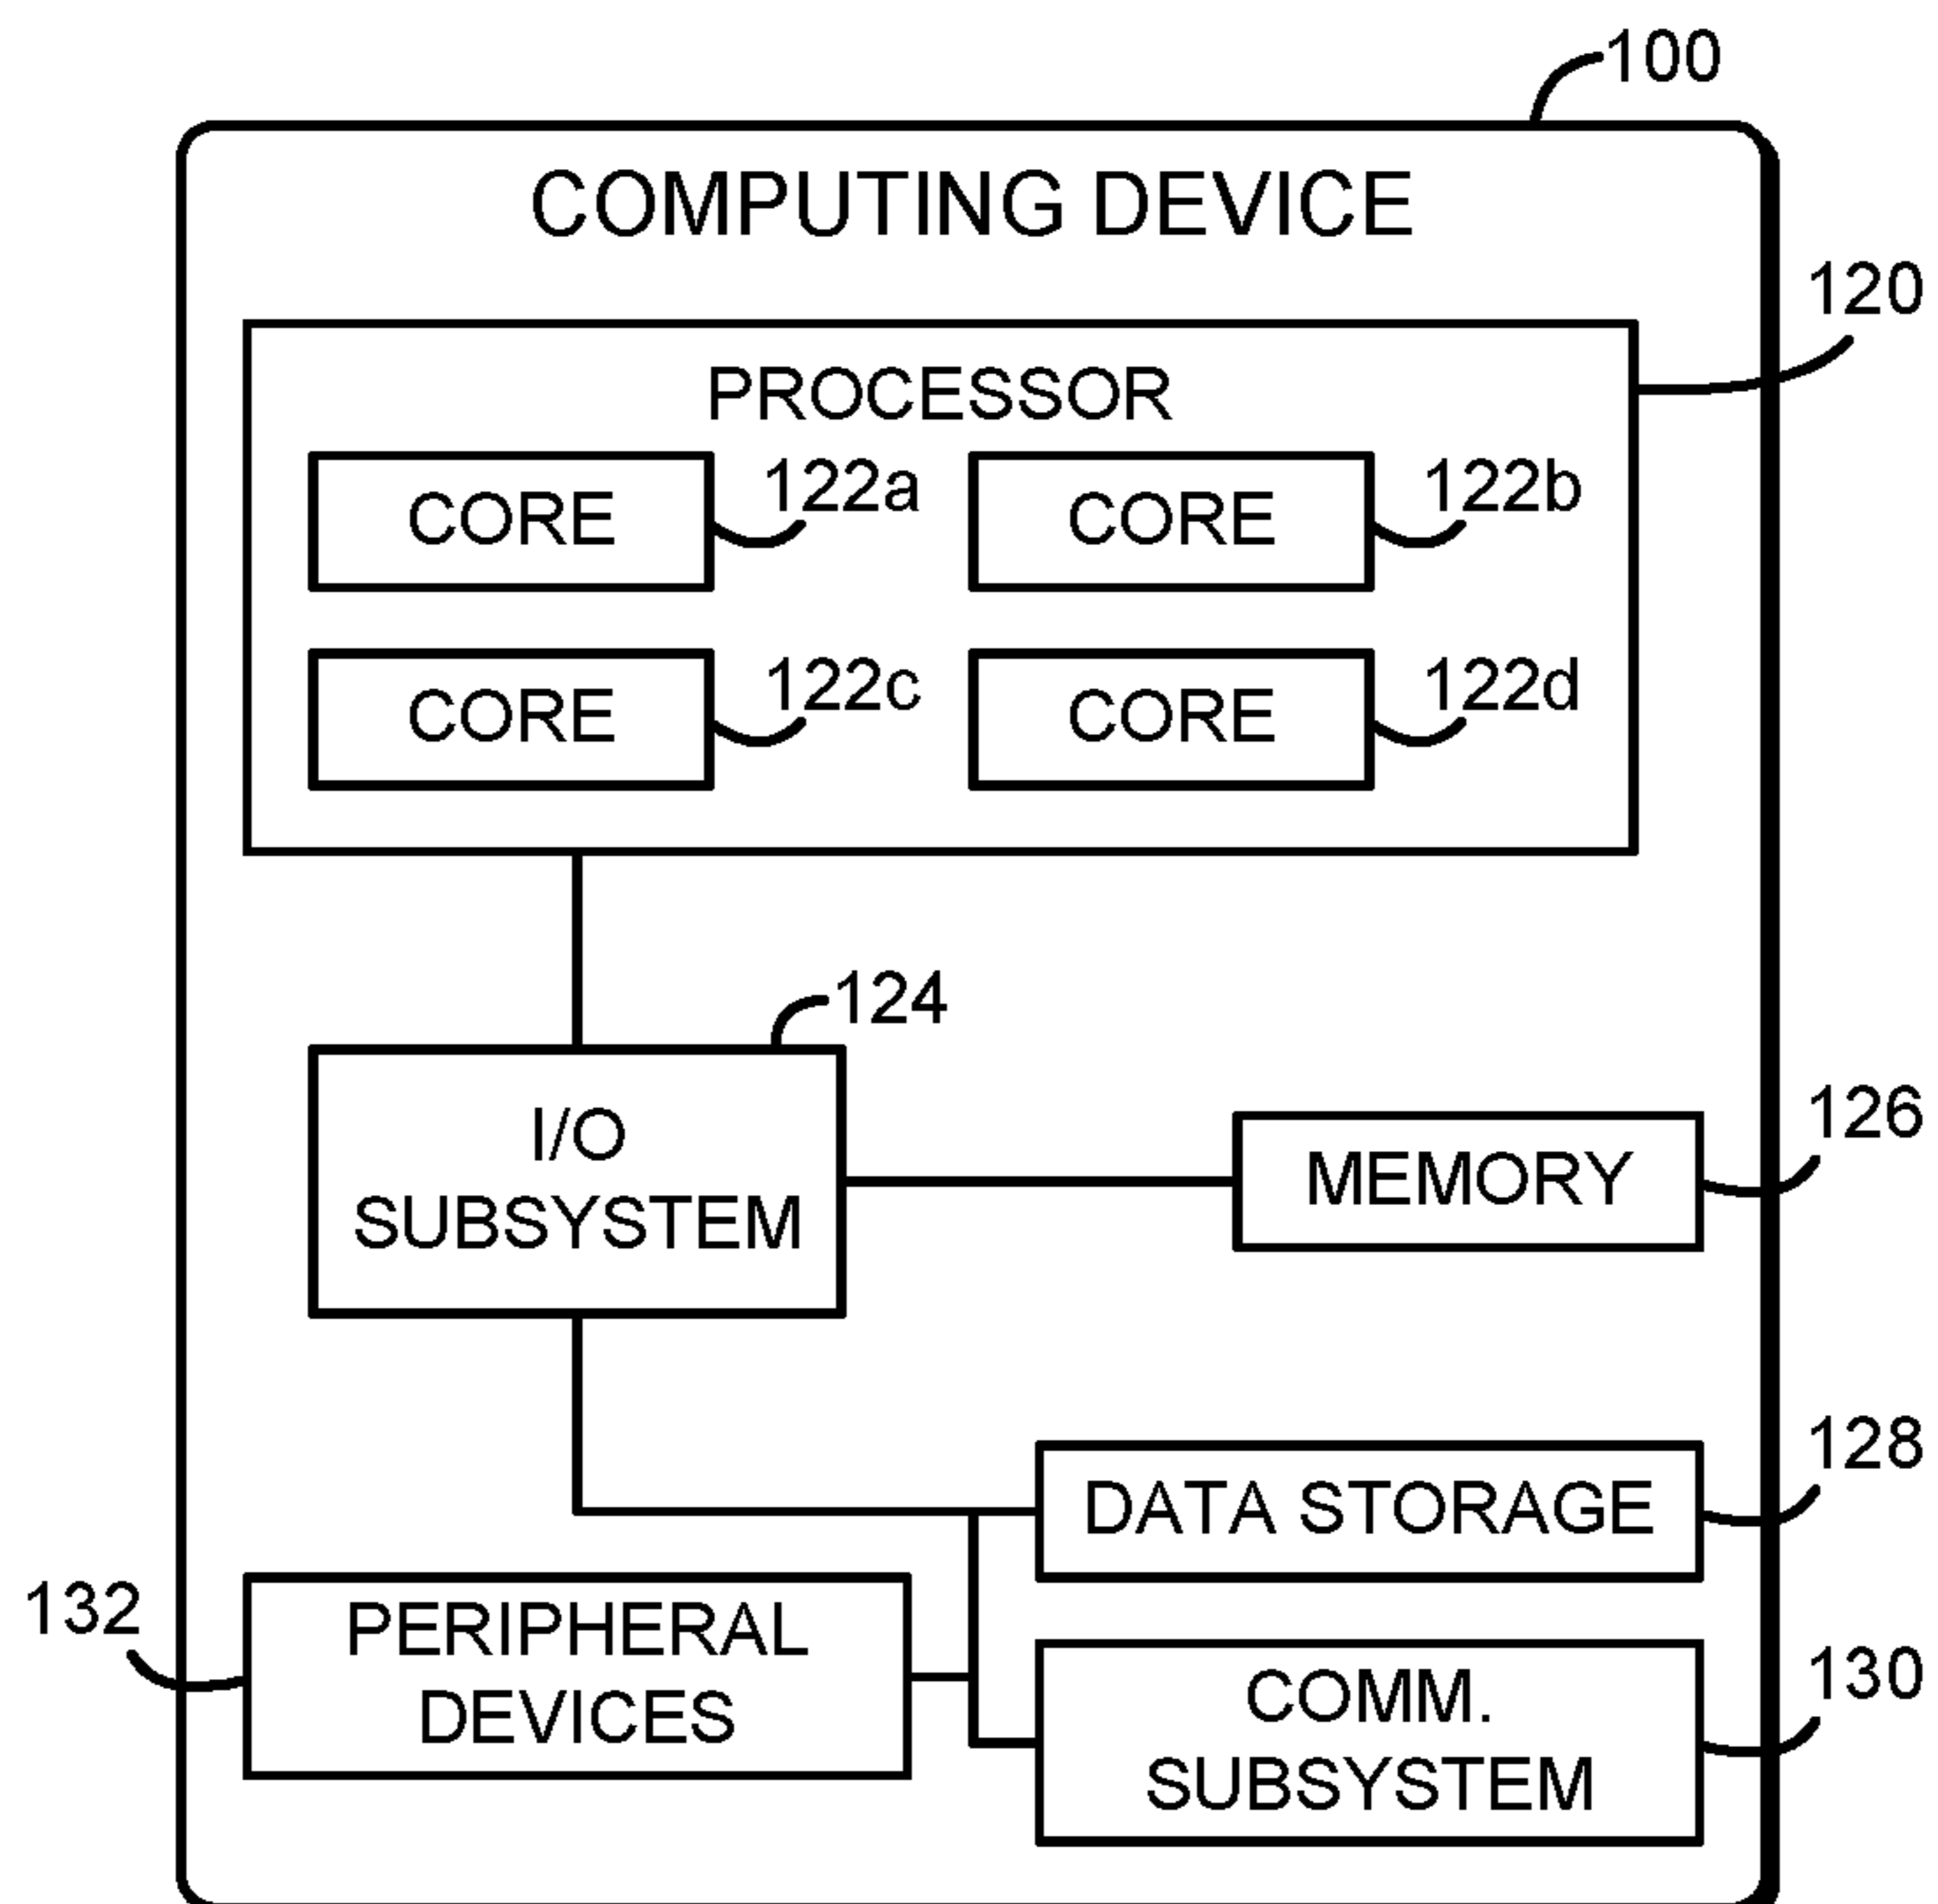 100
COMPUTING DEVICE
120
PROCESSOR
CORE
122a
CORE
122b
CORE
122c
CORE
122d
124
I/O
SUBSYSTEM
126
MEMORY
128
DATA STORAGE
132
PERIPHERAL
DEVICES
130
COMM.
SUBSYSTEM